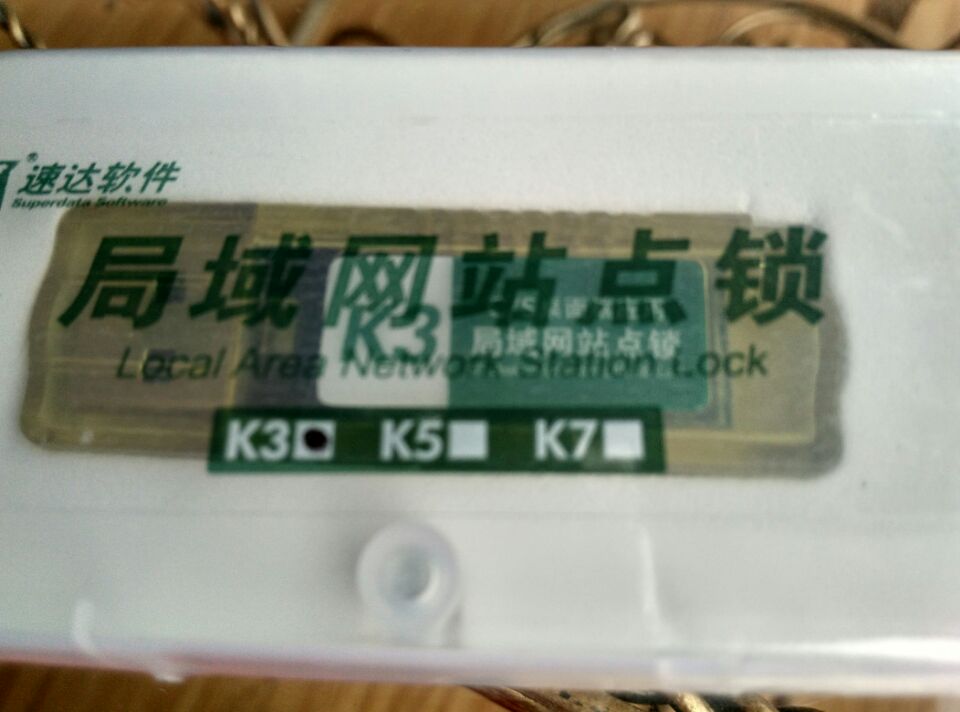 速达软件
Superdata Software
局域网站点锁
K3
局域网站点锁
Local Area Network Station Lock
K3 K5 K7